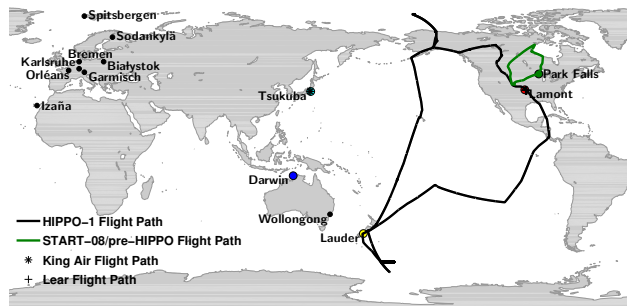 Spitsbergen
Sodankylä
Bremen
Karlsruhe
Białystok
Orléans
Garmisch
Park Falls
Tsukuba
Lamont
Izaña
Darwin
Wollongong
Lauder
HIPPO−1 Flight Path
START−08/pre−HIPPO Flight Path
King Air Flight Path
Lear Flight Path